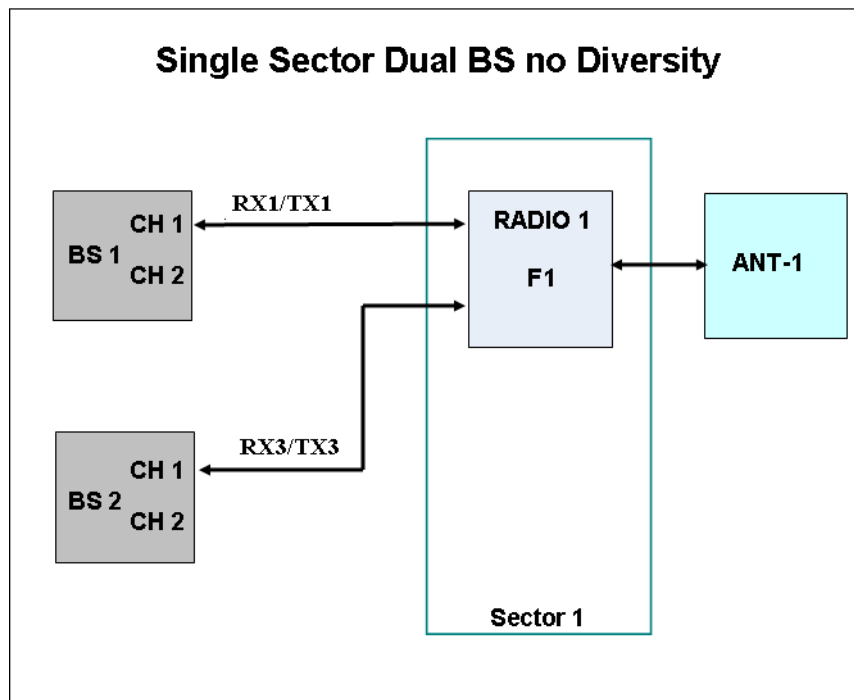 Single Sector Dual BS no Diversity
RX1/TX1
CH 1
BS 1
CH 2
RADIO 1
F1
ANT-1
RX3/TX3
CH 1
BS 2
CH 2
Sector 1